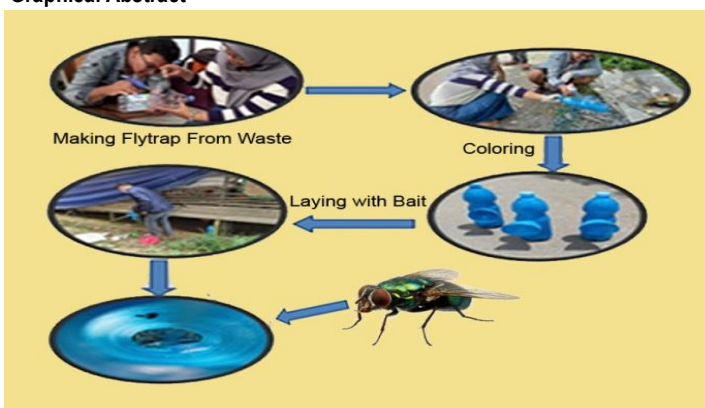 Graphical Abstract
Making Flytrap From Waste
Coloring
Laying with Bait